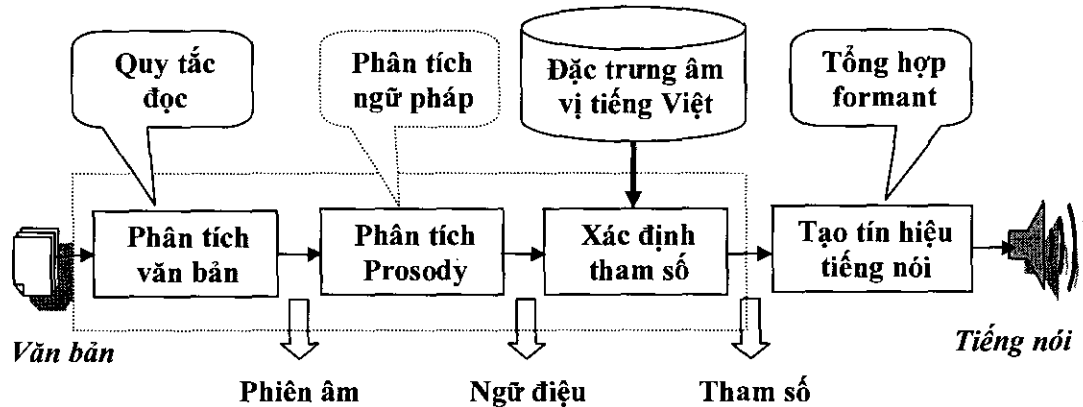 Quy tắc
đọc
Phân tích
ngữ pháp
Đặc trưng âm
vị tiếng Việt
Tổng hợp
formant
Phân tích
văn bản
Phân tích
Prosody
Xác định
tham số
Tạo tín hiệu
tiếng nói
Văn bản
Tiếng nói
Phiên âm
Ngữ điệu
Tham số